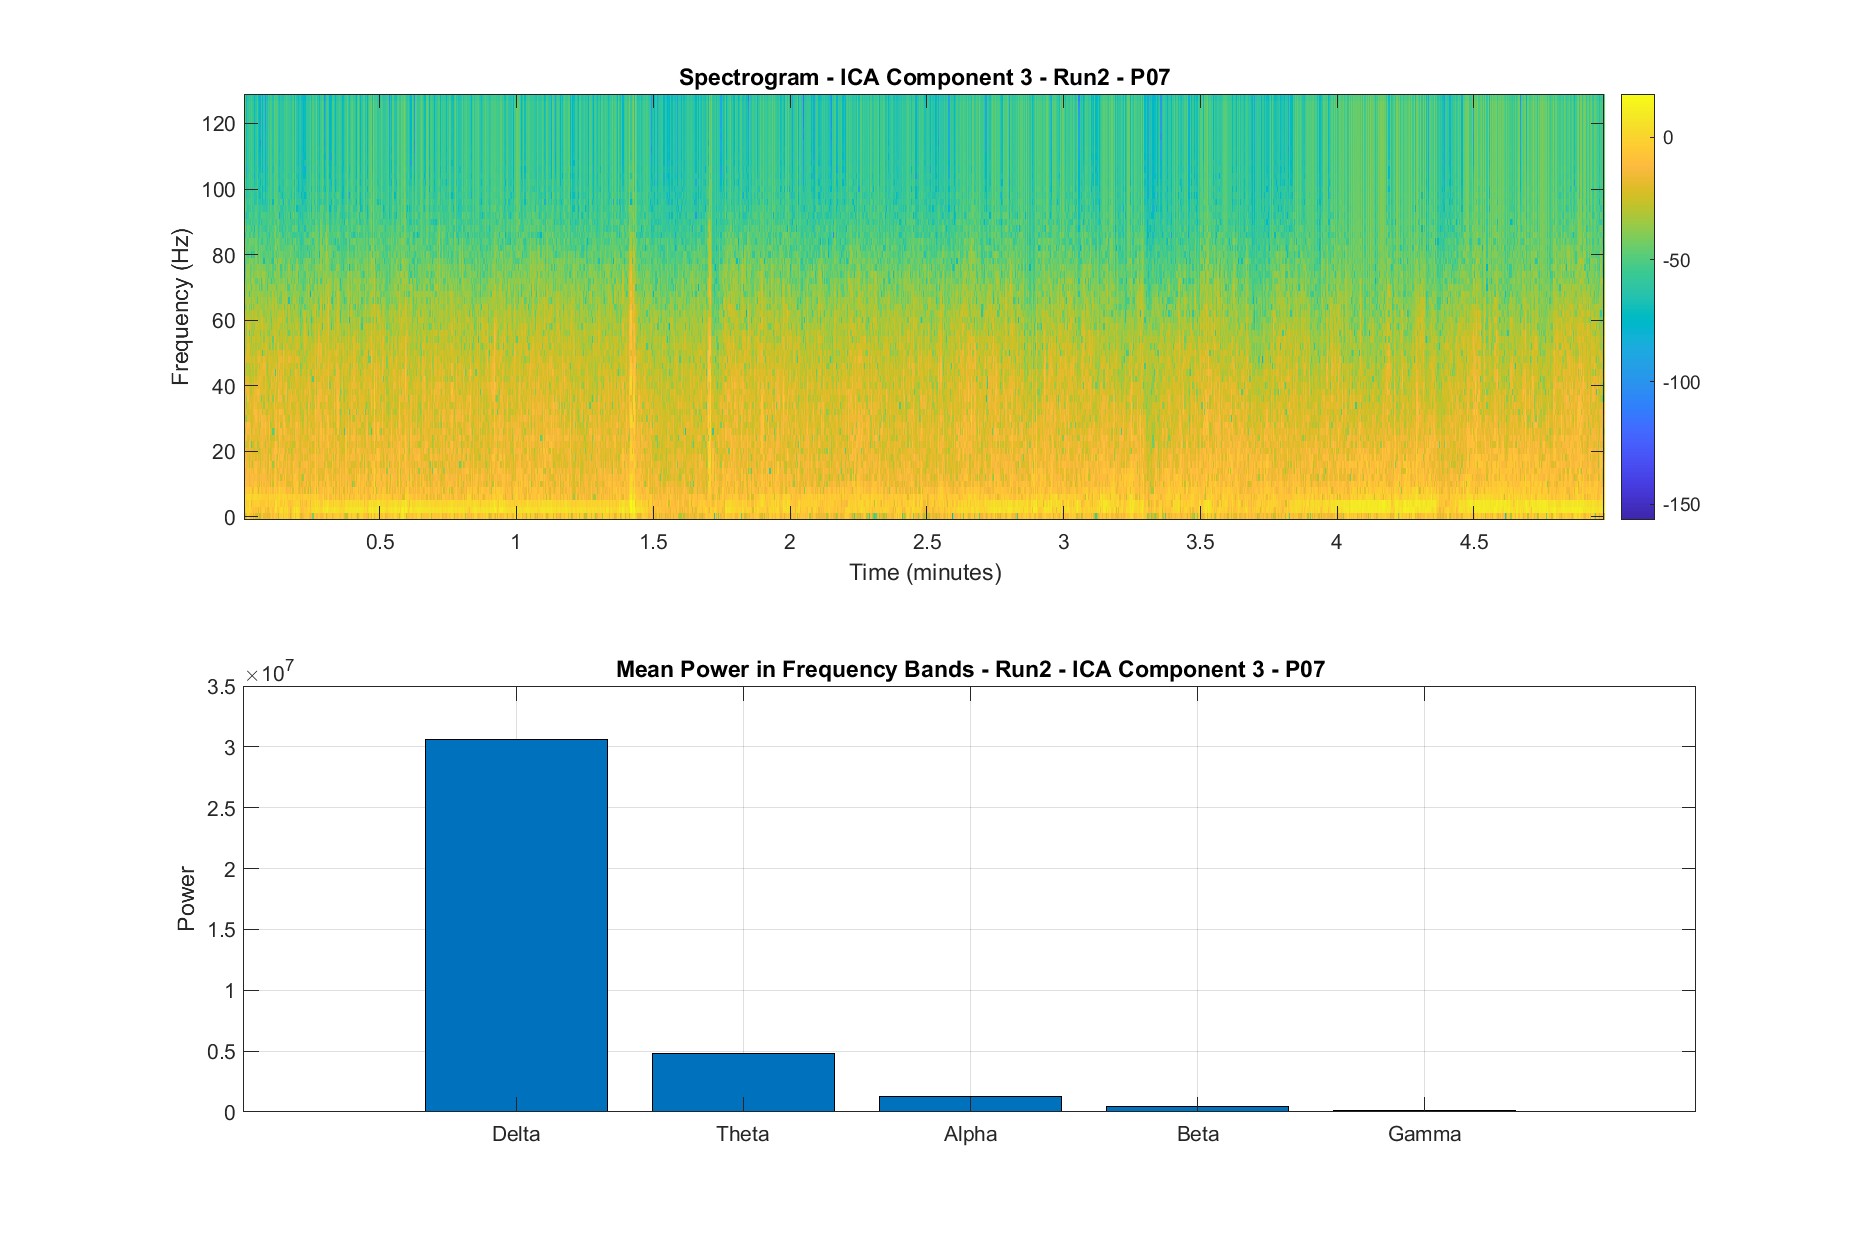 Spectrogram - ICA Component 3 - Run2 - P07
120
100
80
60
40
20
0
Frequency (Hz)
0.5 1 1.5 2 2.5 3 3.5 4 4.5
Time (minutes)
0
-50
-100
-150
Mean Power in Frequency Bands - Run2 - ICA Component 3 - P07
×10^7
3.5
3
2.5
2
1.5
1
0.5
0
Power
Delta Theta Alpha Beta Gamma